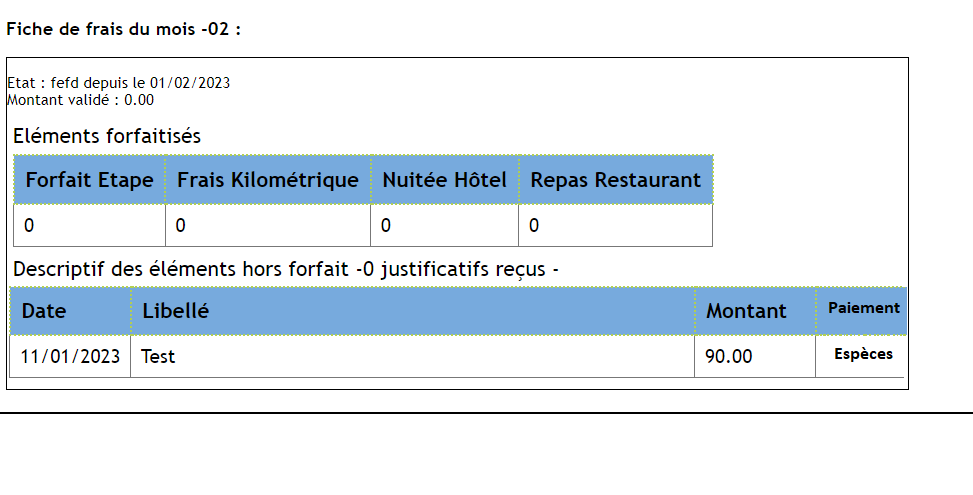 Fiche de frais du mois -02 :
Etat : fefd depuis le 01/02/2023
Montant validé : 0.00
Eléments forfaitisés
Forfait Etape Frais Kilométrique Nuitée Hôtel Repas Restaurant
0 0 0 0
Descriptif des éléments hors forfait -0 justificatifs reçus -
Date Libellé Montant Paiement
11/01/2023 Test 90.00 Espèces